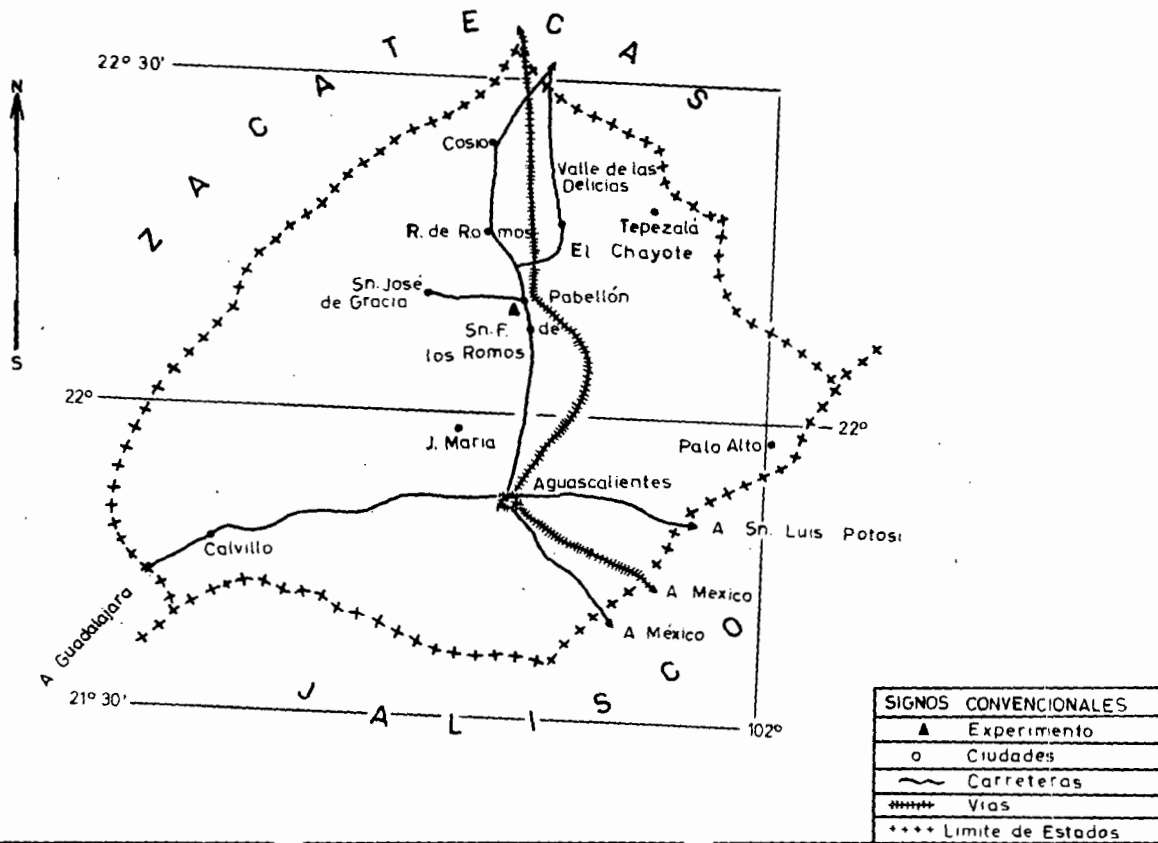 ZACATECAS
22° 30'
N
S
Cosio
Valle de las
Delicias
Tepezalá
R. de Romos
El Chayote
Sn. José
de Gracia
Pabellón
Sn. F. de
los Romos
22°
22°
J. Maria
Palo Alto
Aguascalientes
A Sn. Luis Potosi
Calvillo
A Mexico
A México
A Guadalajara
21° 30'
JALISCO
102°
SIGNOS CONVENCIONALES
Experimento
Ciudades
Carreteras
Vias
Limite de Estados